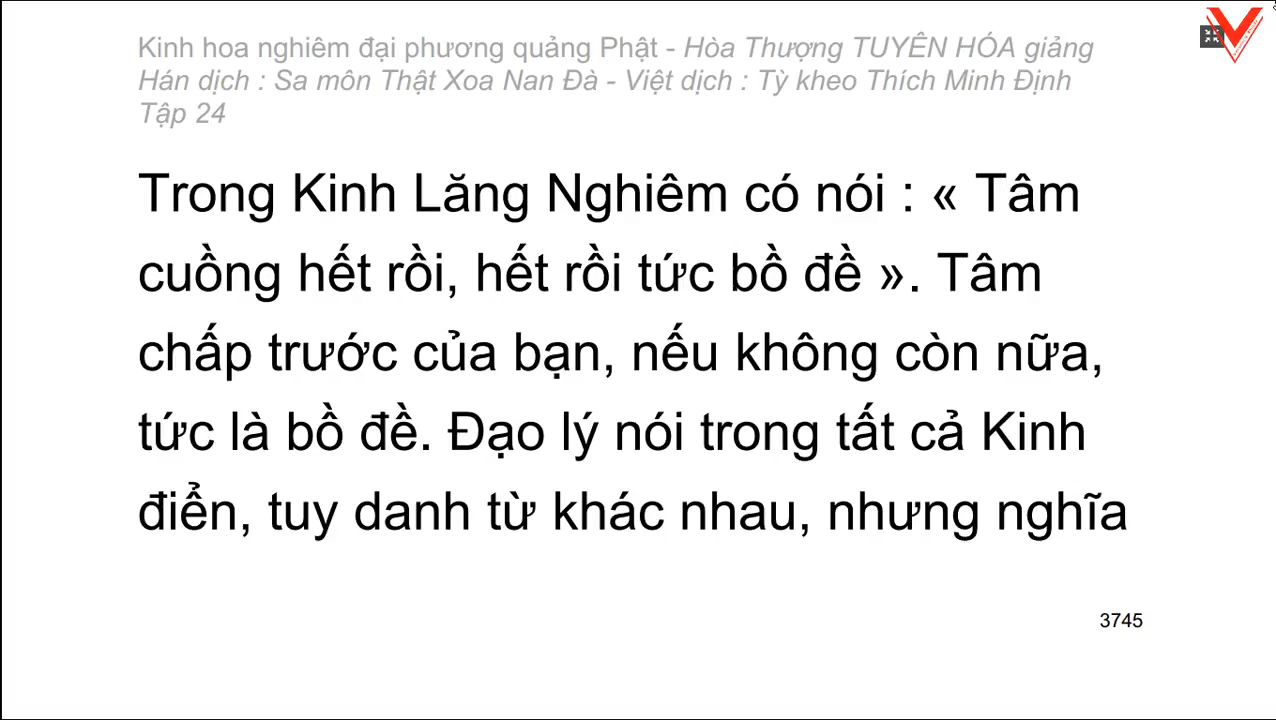 Kinh hoa nghiêm đại phương quảng Phật - Hòa Thượng TUYÊN HÓA giảng
Hán dịch : Sa môn Thật Xoa Nan Đà - Việt dịch : Tỳ kheo Thích Minh Định
Tập 24
Trong Kinh Lăng Nghiêm có nói : « Tâm
cuồng hết rồi, hết rồi tức bồ đề ». Tâm
chấp trước của bạn, nếu không còn nữa,
tức là bồ đề. Đạo lý nói trong tất cả Kinh
điển, tuy danh từ khác nhau, nhưng nghĩa
3745